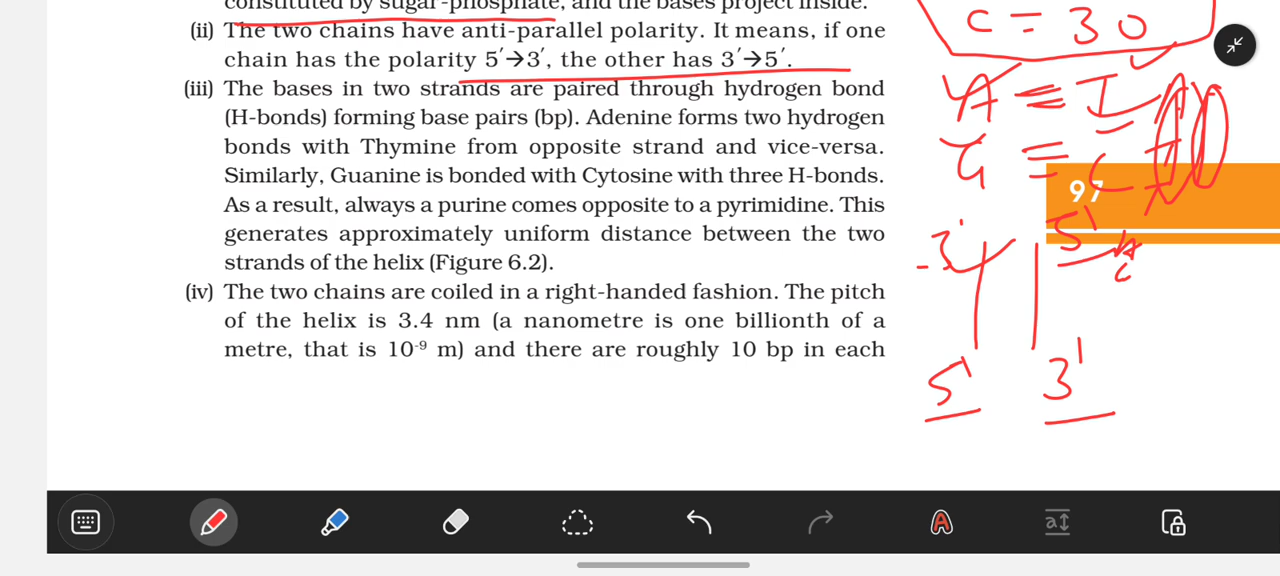 constituted by sugar-phosphate, and the bases project inside.
(ii) The two chains have anti-parallel polarity. It means, if one
chain has the polarity 5′→3′, the other has 3′→5′.
(iii) The bases in two strands are paired through hydrogen bond
(H-bonds) forming base pairs (bp). Adenine forms two hydrogen
bonds with Thymine from opposite strand and vice-versa.
Similarly, Guanine is bonded with Cytosine with three H-bonds.
As a result, always a purine comes opposite to a pyrimidine. This
generates approximately uniform distance between the two
strands of the helix (Figure 6.2).
(iv) The two chains are coiled in a right-handed fashion. The pitch
of the helix is 3.4 nm (a nanometre is one billionth of a
metre, that is 10⁻⁹ m) and there are roughly 10 bp in each
C = 30
A = T
G ≡ C
97
3' 5'
5' 3'
A
a